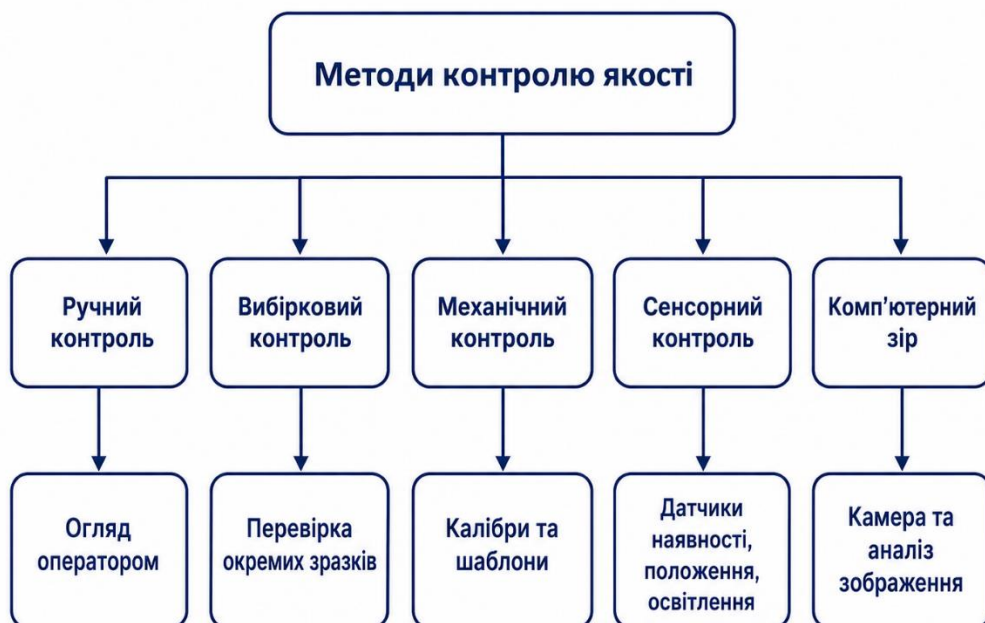 Методи контролю якості
Ручний
контроль
Вибірковий
контроль
Механічний
контроль
Сенсорний
контроль
Комп’ютерний
зір
Огляд
оператором
Перевірка
окремих зразків
Калібри та
шаблони
Датчики
наявності,
положення,
освітлення
Камера та
аналіз
зображення